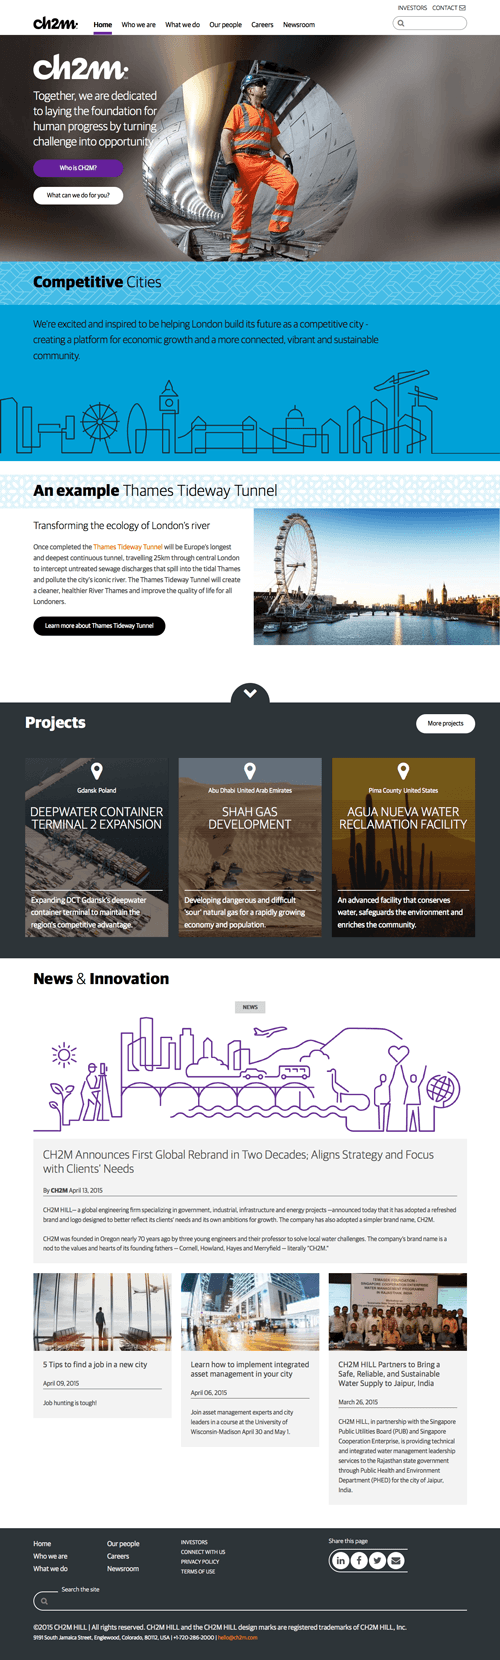 INVESTORS CONTACT
ch2m:
Home Who we are What we do Our people Careers Newsroom
ch2m:
Together, we are dedicated
to laying the foundation for
human progress by turning
challenge into opportunity
Who is CH2M?
What can we do for you?
Competitive Cities
We're excited and inspired to be helping London build its future as a competitive city -
creating a platform for economic growth and a more connected, vibrant and sustainable
community.
An example Thames Tideway Tunnel
Transforming the ecology of London's river
Once completed the Thames Tideway Tunnel will be Europe's longest
and deepest continuous tunnel, travelling 25km through central London
to intercept untreated sewage discharges that spill into the tidal Thames
and pollute the city's iconic river. The Thames Tideway Tunnel will create
a cleaner, healthier River Thames and improve the quality of life for all
Londoners.
Learn more about Thames Tideway Tunnel
Projects
More projects
Gdansk Poland
DEEPWATER CONTAINER
TERMINAL 2 EXPANSION
Expanding DCT Gdansk's deepwater
container terminal to maintain the
region's competitive advantage.
Abu Dhabi United Arab Emirates
SHAH GAS
DEVELOPMENT
Developing dangerous and difficult
'sour' natural gas for a rapidly growing
economy and population.
Pima County United States
AGUA NUEVA WATER
RECLAMATION FACILITY
An advanced facility that conserves
water, safeguards the environment and
enriches the community.
News & Innovation
NEWS
CH2M Announces First Global Rebrand in Two Decades; Aligns Strategy and Focus
with Clients' Needs
By CH2M April 13, 2015
CH2M HILL— a global engineering firm specializing in government, industrial, infrastructure and energy projects —announced today that it has adopted a refreshed
brand and logo designed to better reflect its clients' needs and its own ambitions for growth. The company has also adopted a simpler brand name, CH2M.
CH2M was founded in Oregon nearly 70 years ago by three young engineers and their professor to solve local water challenges. The company's brand name is a
nod to the values and hearts of its founding fathers — Cornell, Howland, Hayes and Merryfield — literally "CH2M."
5 Tips to find a job in a new city
April 09, 2015
Job hunting is tough!
Learn how to implement integrated
asset management in your city
April 06, 2015
Join asset management experts and city
leaders in a course at the University of
Wisconsin-Madison April 30 and May 1.
CH2M HILL Partners to Bring a
Safe, Reliable, and Sustainable
Water Supply to Jaipur, India
March 26, 2015
CH2M HILL, in partnership with the Singapore
Public Utilities Board (PUB) and Singapore
Cooperation Enterprise, is providing technical
and integrated water management leadership
services to the Rajasthan state government
through Public Health and Environment
Department (PHED) for the city of Jaipur,
India.
Home
Who we are
What we do
Our people
Careers
Newsroom
INVESTORS
CONNECT WITH US
PRIVACY POLICY
TERMS OF USE
Share this page
Search the site
©2015 CH2M HILL | All rights reserved. CH2M HILL and the CH2M HILL design marks are registered trademarks of CH2M HILL, Inc.
9191 South Jamaica Street, Englewood, Colorado, 80112, USA | +1-720-286-2000 | hello@ch2m.com